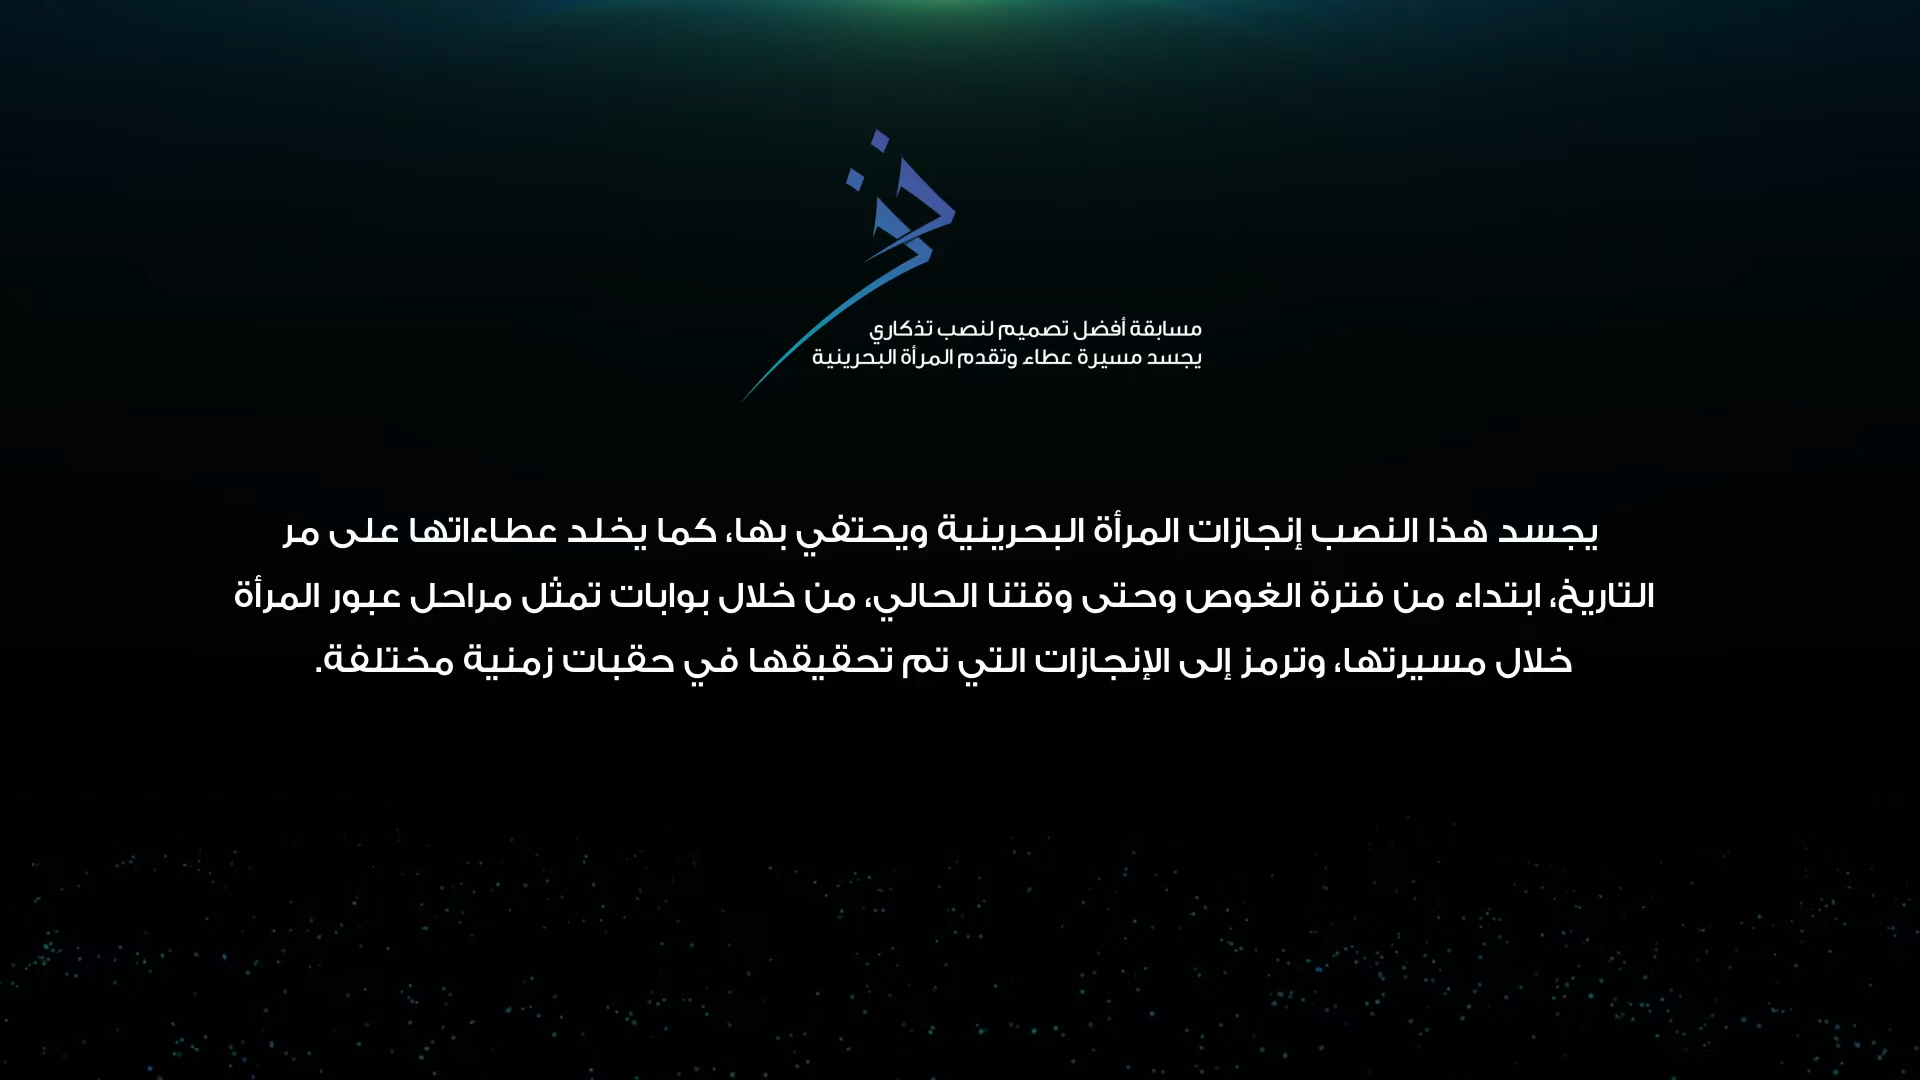 مسابقة أفضل تصميم لنصب تذكاري
يجسد مسيرة عطاء وتقدم المرأة البحرينية
يجسد هذا النصب إنجازات المرأة البحرينية ويحتفي بها، كما يخلد عطاءاتها على مر
التاريخ، ابتداء من فترة الغوص وحتى وقتنا الحالي، من خلال بوابات تمثل مراحل عبور المرأة
خلال مسيرتها، وترمز إلى الإنجازات التي تم تحقيقها في حقبات زمنية مختلفة.